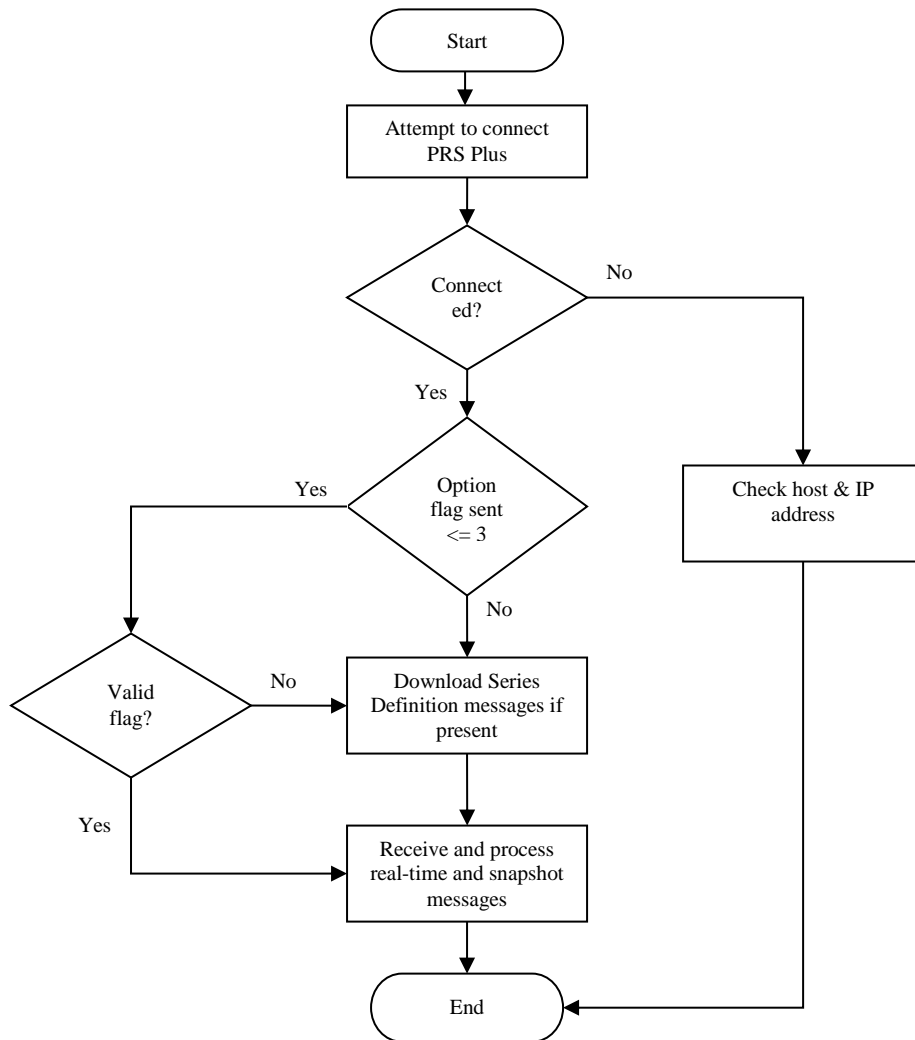 Start
Attempt to connect
PRS Plus
No
Connect
ed?
Yes
Yes
Option
flag sent
<= 3
Check host & IP
address
No
Valid
flag?
No
Download Series
Definition messages if
present
Yes
Receive and process
real-time and snapshot
messages
End